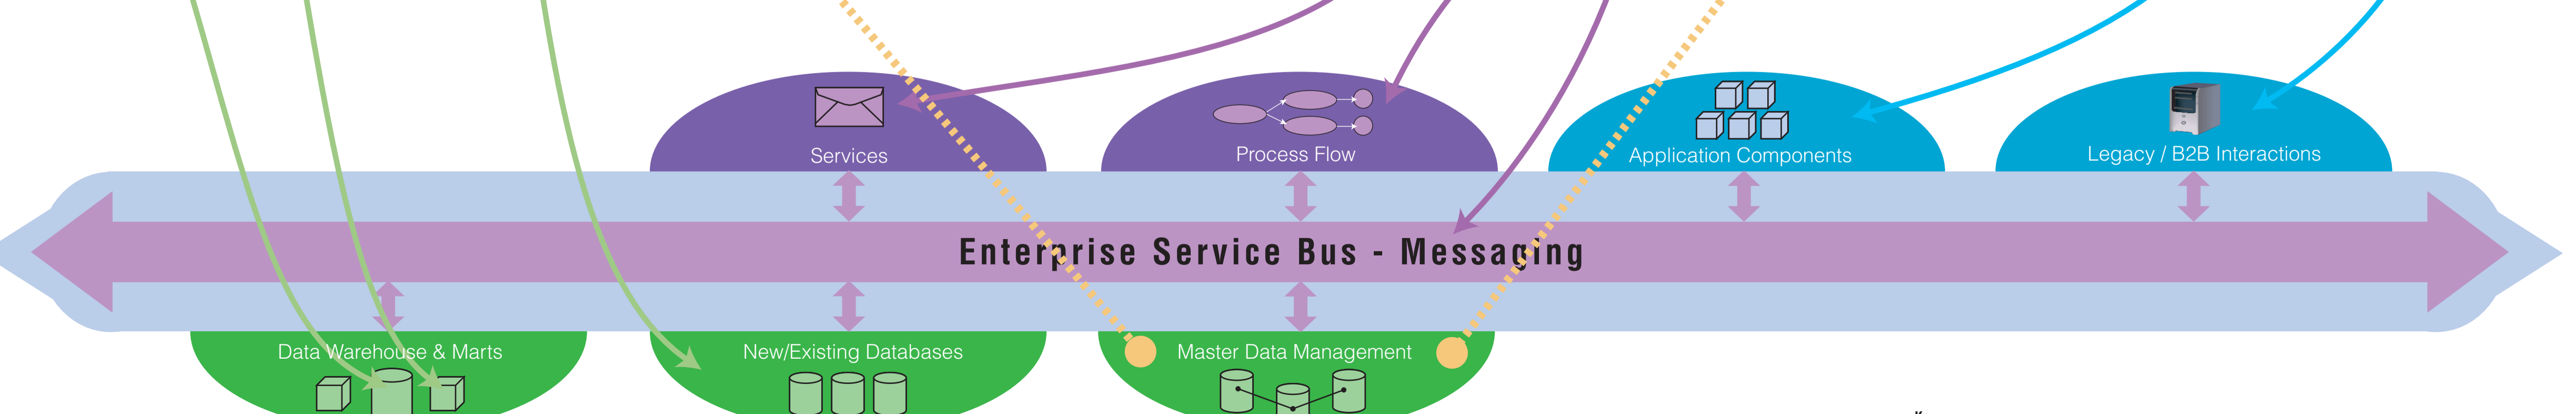 Services
Process Flow
Application Components
Legacy / B2B Interactions
Enterprise Service Bus - Messaging
Data Warehouse & Marts
New/Existing Databases
Master Data Management